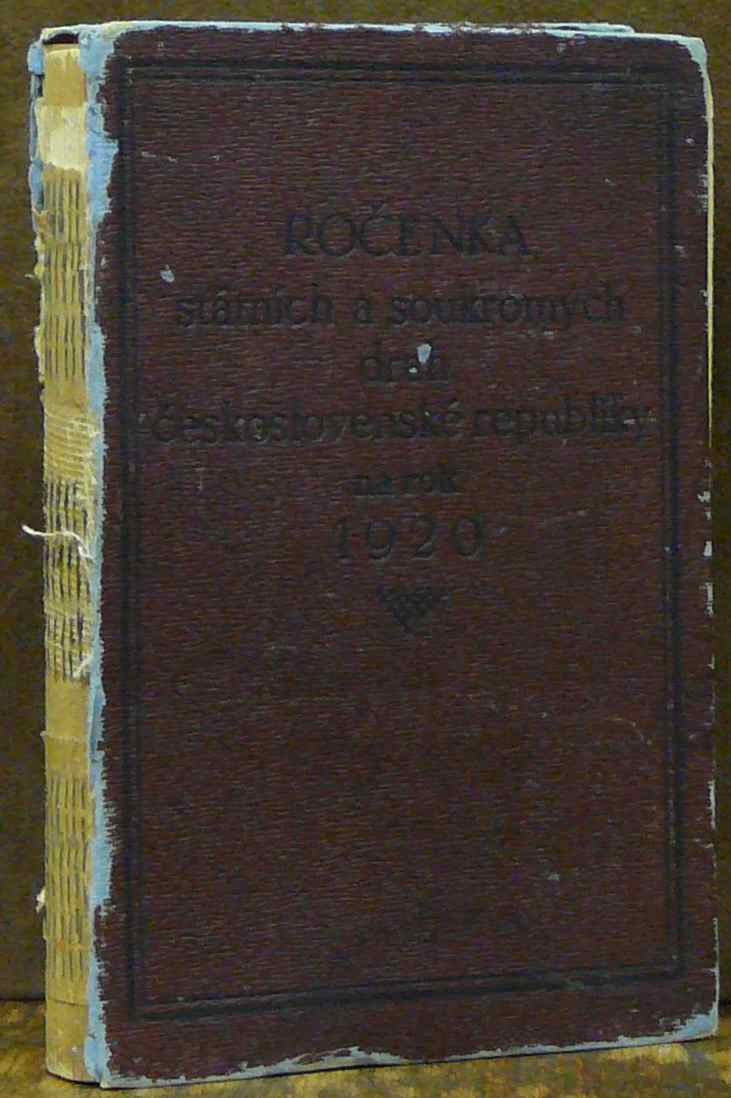 ROČENKA
státních a soukromých
drah
československé republiky
na rok
1920